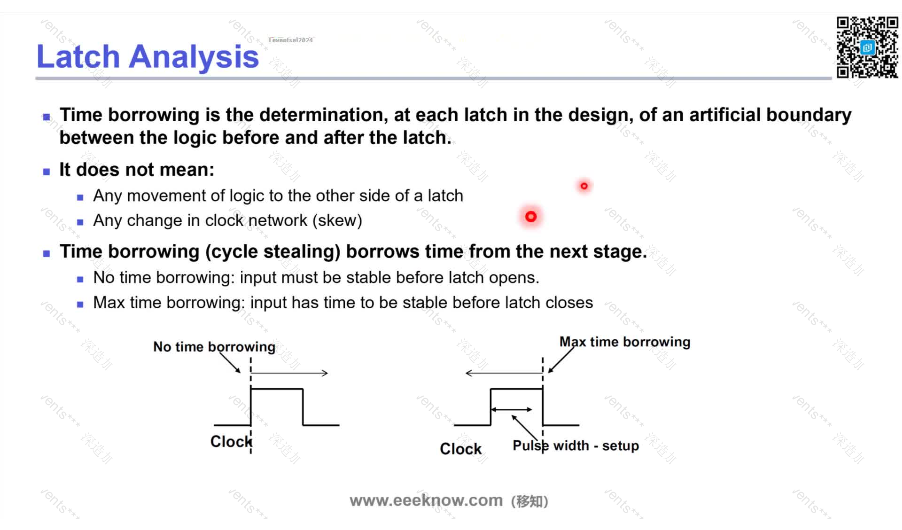 Latch Analysis
Time borrowing is the determination, at each latch in the design, of an artificial boundary
between the logic before and after the latch.
It does not mean:
Any movement of logic to the other side of a latch
Any change in clock network (skew)
Time borrowing (cycle stealing) borrows time from the next stage.
No time borrowing: input must be stable before latch opens.
Max time borrowing: input has time to be stable before latch closes
No time borrowing
Max time borrowing
Clock
Clock
Pulse width - setup
www.eeeknow.com（移知）